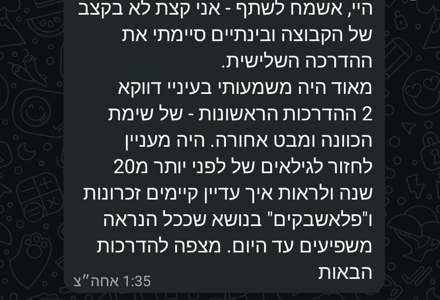 היי, אשמח לשתף - אני קצת לא בקצב
של הקבוצה ובינתיים סיימתי את
ההדרכה השלישית.
מאוד היה משמעותי בעיניי דווקא
2 ההדרכות הראשונות - של שימת
הכוונה ומבט אחורה. היה מעניין
לחזור לגילאים של לפני יותר מ20
שנה ולראות איך עדיין קיימים זכרונות
ו"פלאשבקים" בנושא שככל הנראה
משפיעים עד היום. מצפה להדרכות
הבאות
1:35 אחה״צ